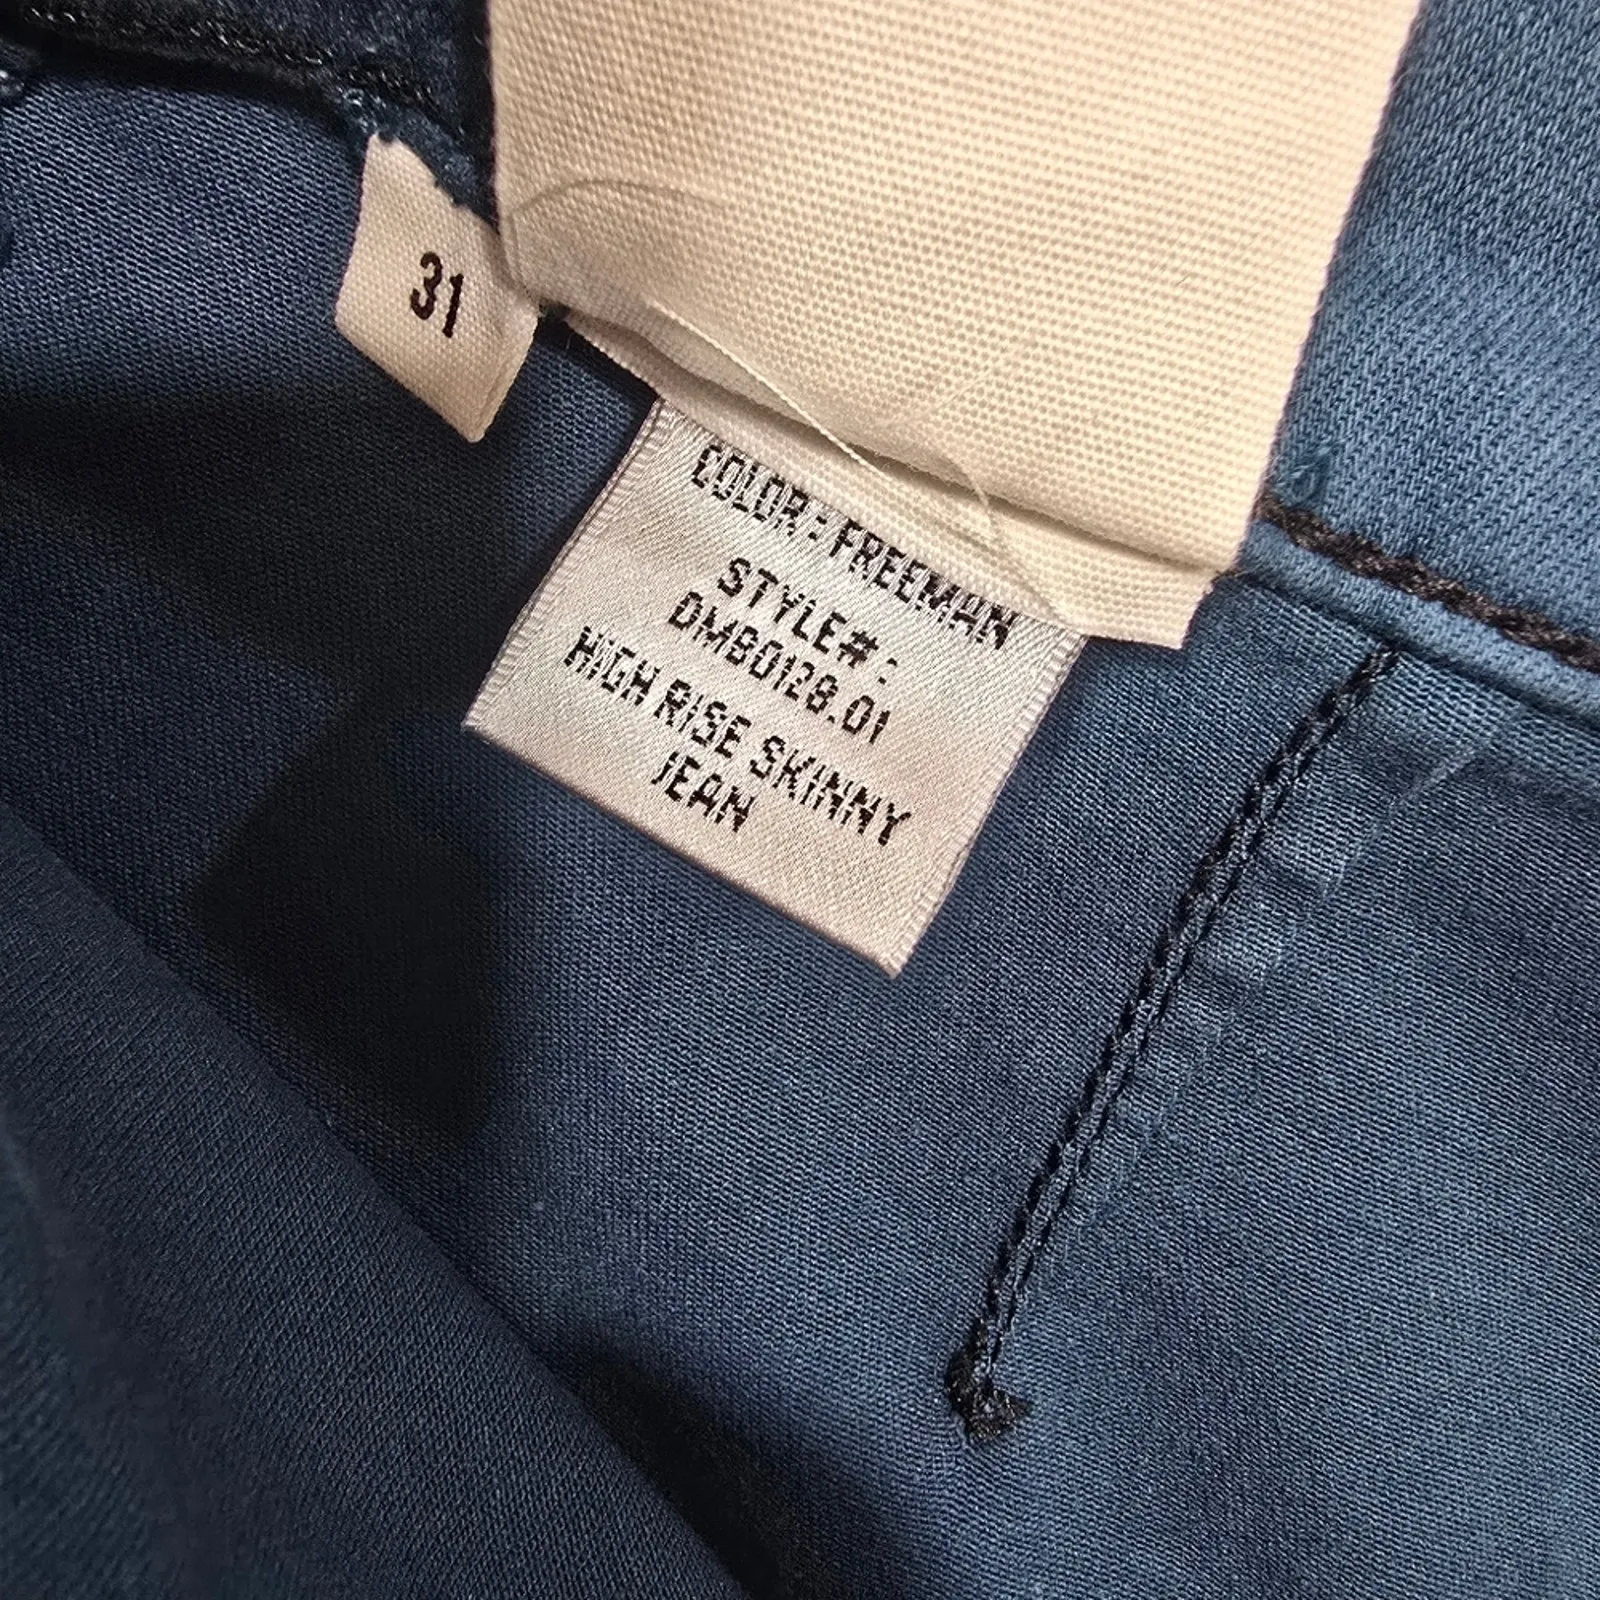 31
COLOR: FREEMAN
STYLE#:
DMB0128.01
HIGH RISE SKINNY
JEAN